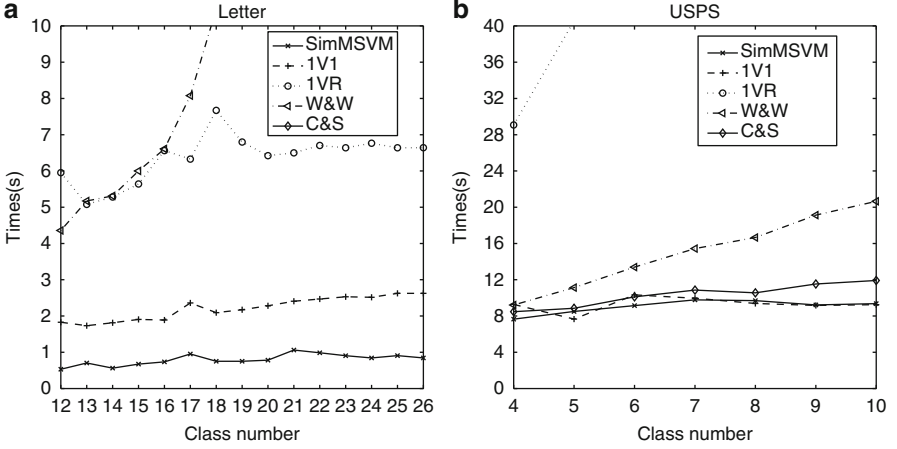 a
Letter
10
9
8
7
6
5
4
3
2
1
0
Times(s)
SimMSVM
1V1
1VR
W&W
C&S
12 13 14 15 16 17 18 19 20 21 22 23 24 25 26
Class number
b
USPS
40
36
32
28
24
20
16
12
8
4
0
Times(s)
SimMSVM
1V1
1VR
W&W
C&S
4 5 6 7 8 9 10
Class number